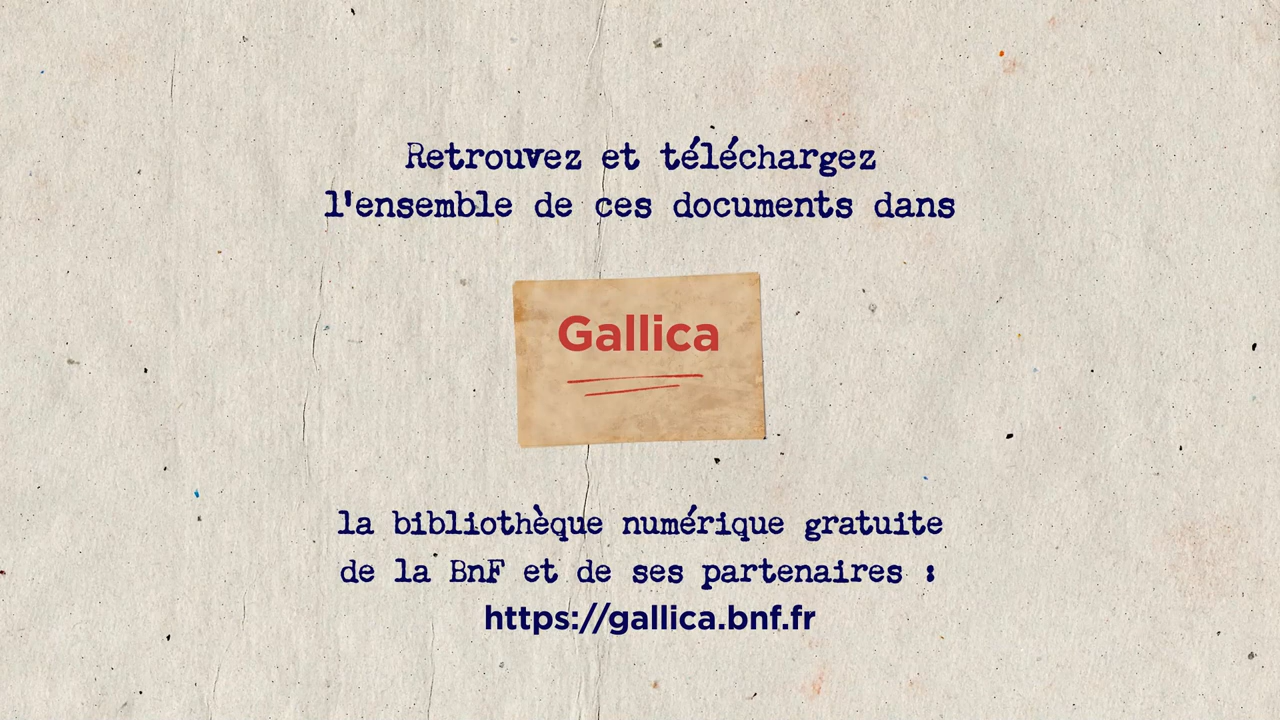 Retrouvez et téléchargez
l'ensemble de ces documents dans
Gallica
la bibliothèque numérique gratuite
de la BnF et de ses partenaires :
https://gallica.bnf.fr